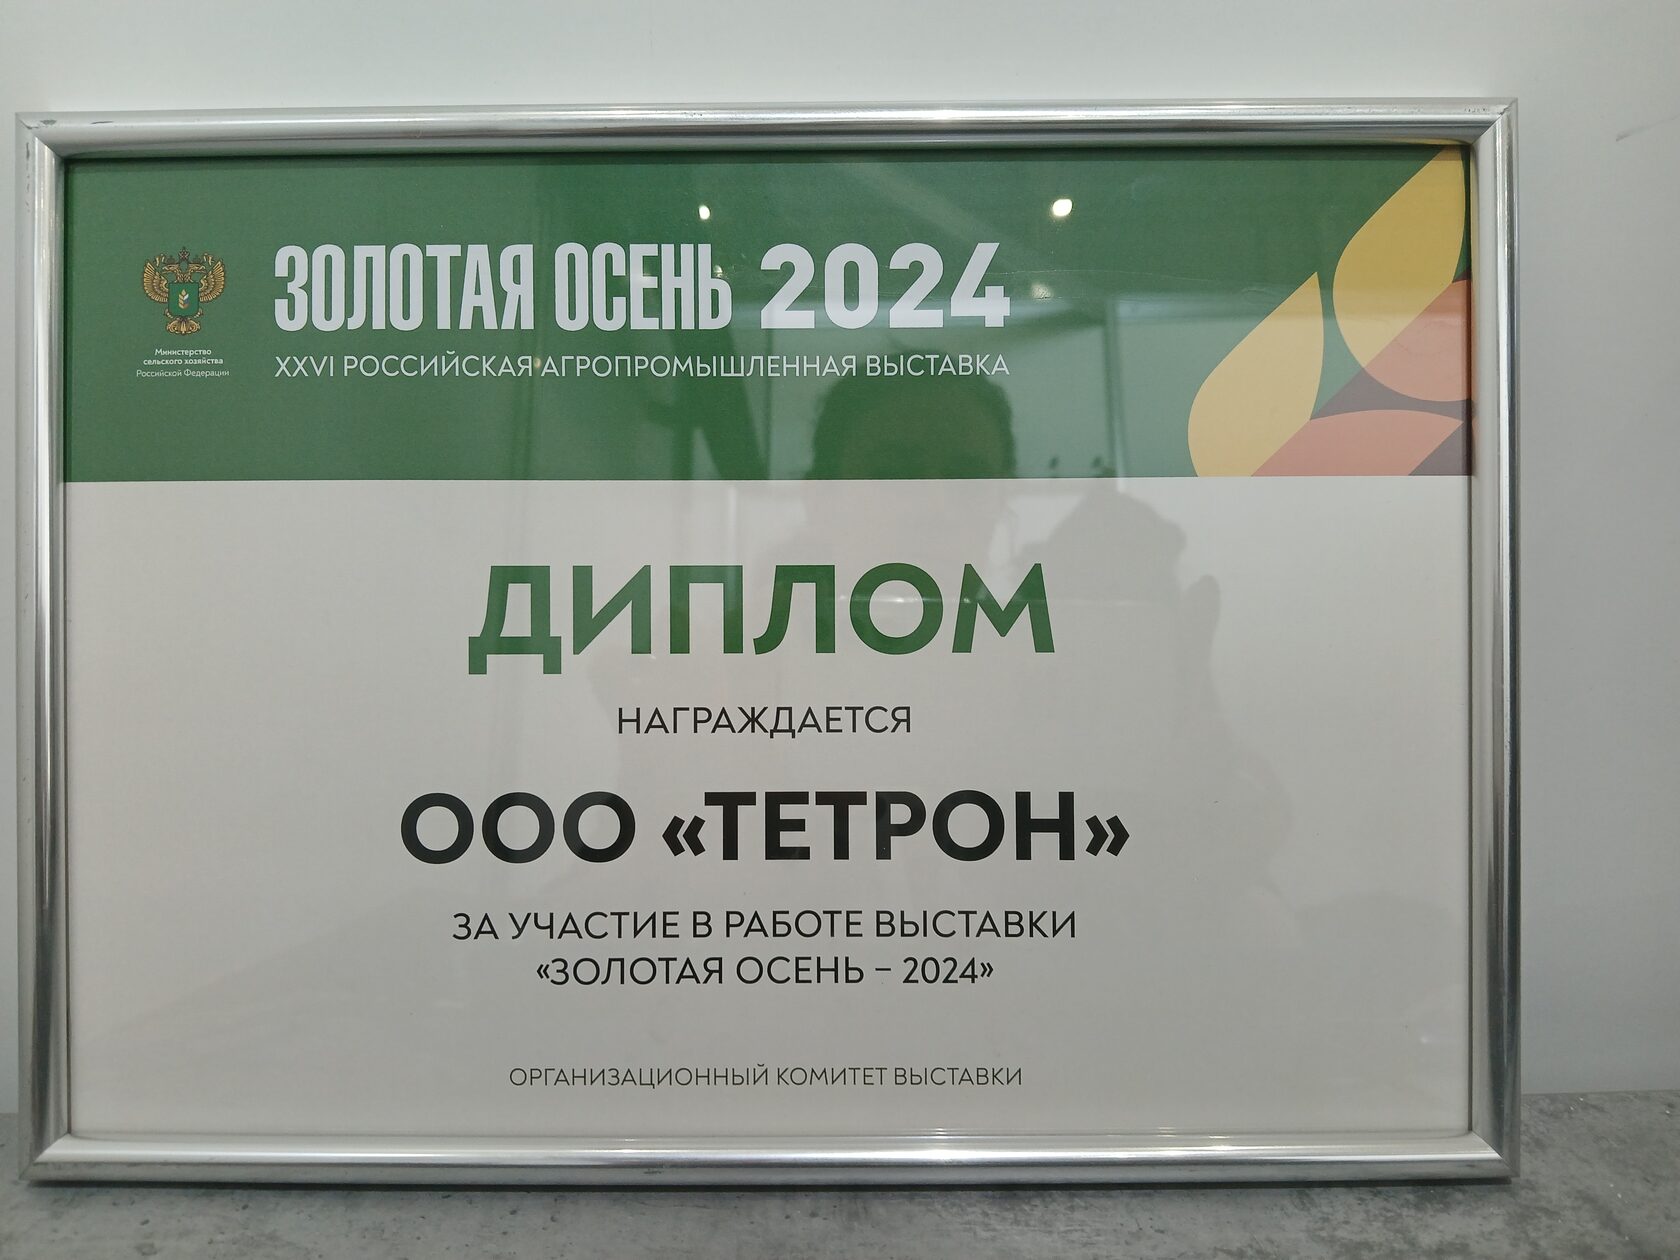 ЗОЛОТАЯ ОСЕНЬ 2024
XXVI РОССИЙСКАЯ АГРОПРОМЫШЛЕННАЯ ВЫСТАВКА
Министерство
сельского хозяйства
Российской Федерации
ДИПЛОМ
НАГРАЖДАЕТСЯ
ООО «ТЕТРОН»
ЗА УЧАСТИЕ В РАБОТЕ ВЫСТАВКИ
«ЗОЛОТАЯ ОСЕНЬ – 2024»
ОРГАНИЗАЦИОННЫЙ КОМИТЕТ ВЫСТАВКИ